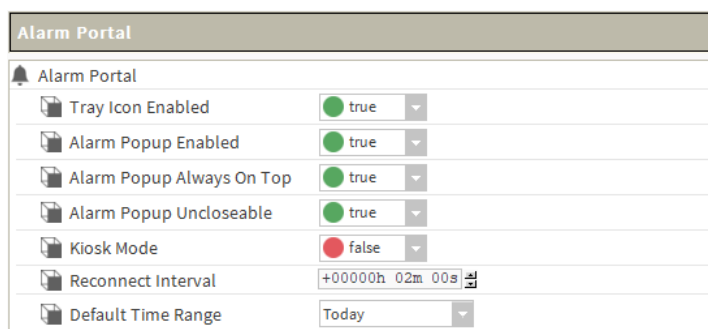 Alarm Portal
Alarm Portal
Tray Icon Enabled true
Alarm Popup Enabled true
Alarm Popup Always On Top true
Alarm Popup Uncloseable true
Kiosk Mode false
Reconnect Interval +00000h 02m 00s
Default Time Range Today